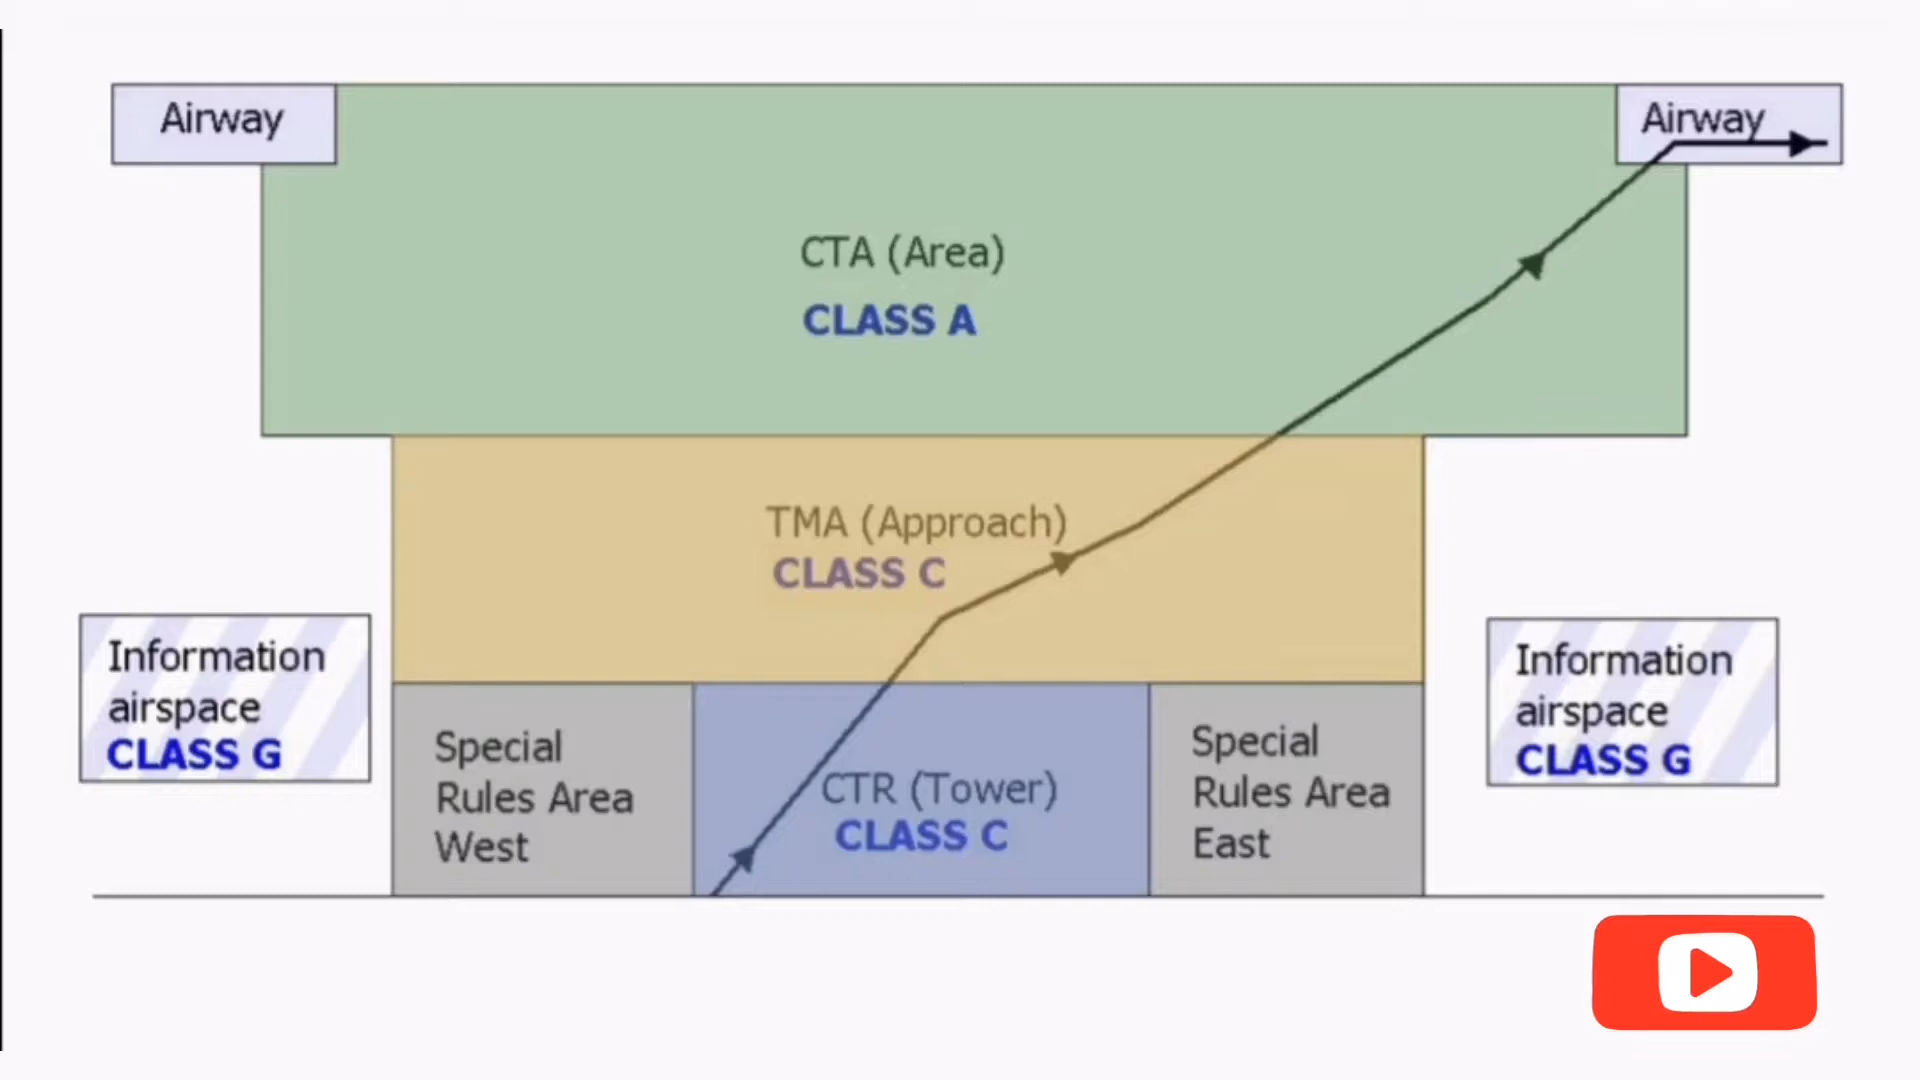 Airway
Airway
CTA (Area)
CLASS A
TMA (Approach)
CLASS C
Information
airspace
CLASS G
Special
Rules Area
West
CTR (Tower)
CLASS C
Special
Rules Area
East
Information
airspace
CLASS G